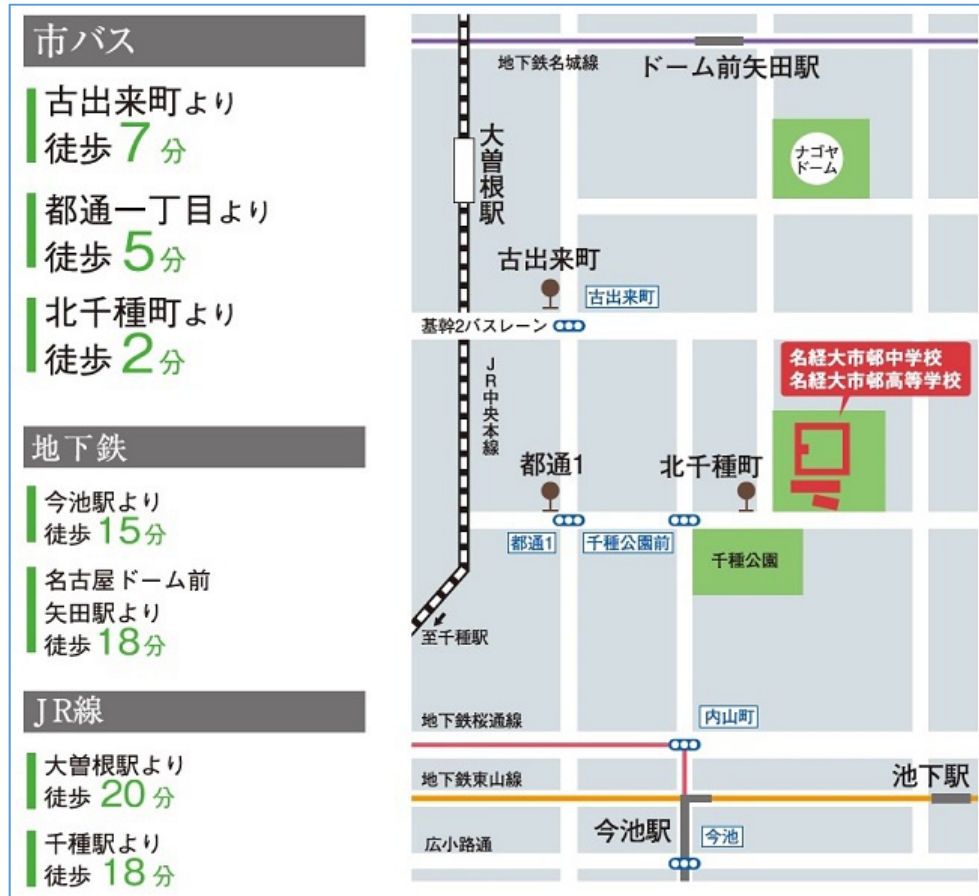 市バス
古出来町より
徒歩 7 分
都通一丁目より
徒歩 5 分
北千種町より
徒歩 2 分
地下鉄
今池駅より
徒歩 15 分
名古屋ドーム前
矢田駅より
徒歩 18 分
JR線
大曽根駅より
徒歩 20 分
千種駅より
徒歩 18 分
地下鉄名城線
ドーム前矢田駅
大曽根駅
ナゴヤ
ドーム
古出来町
古出来町
基幹2バスレーン
名経大市邨中学校
名経大市邨高等学校
JR中央本線
都通1
北千種町
都通1
千種公園前
千種公園
至千種駅
内山町
地下鉄桜通線
地下鉄東山線
池下駅
今池駅
今池
広小路通